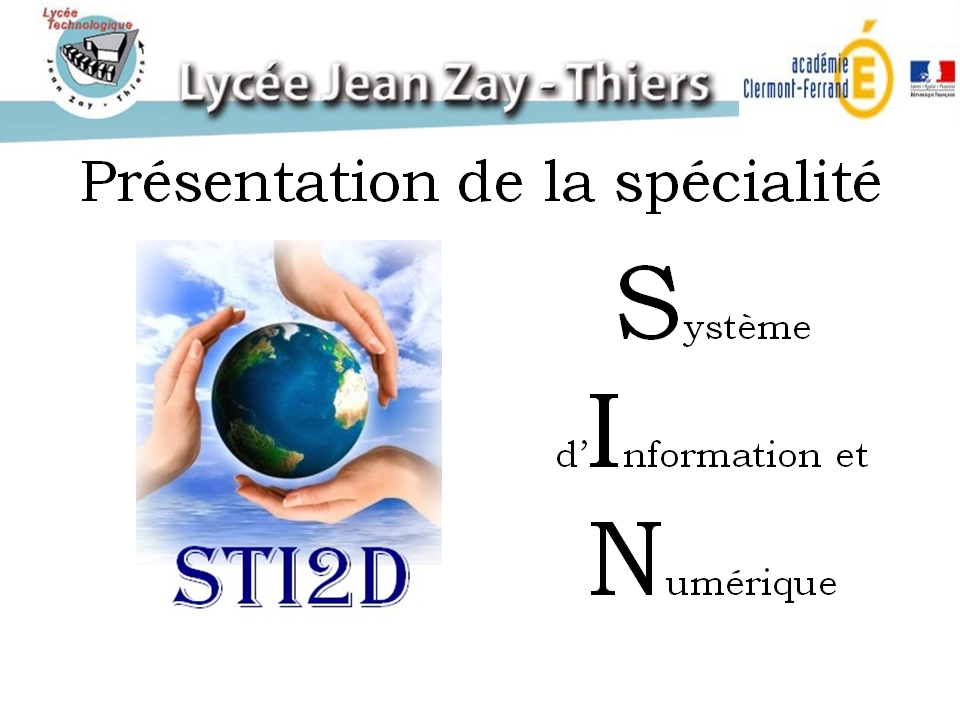 Lycée
Technologique
Jean Zay - Thiers
Lycée Jean Zay - Thiers
académie
Clermont-Ferrand
É
Liberté • Égalité • Fraternité
RÉPUBLIQUE FRANÇAISE
Présentation de la spécialité
Système
d’Information et
Numérique
STI2D